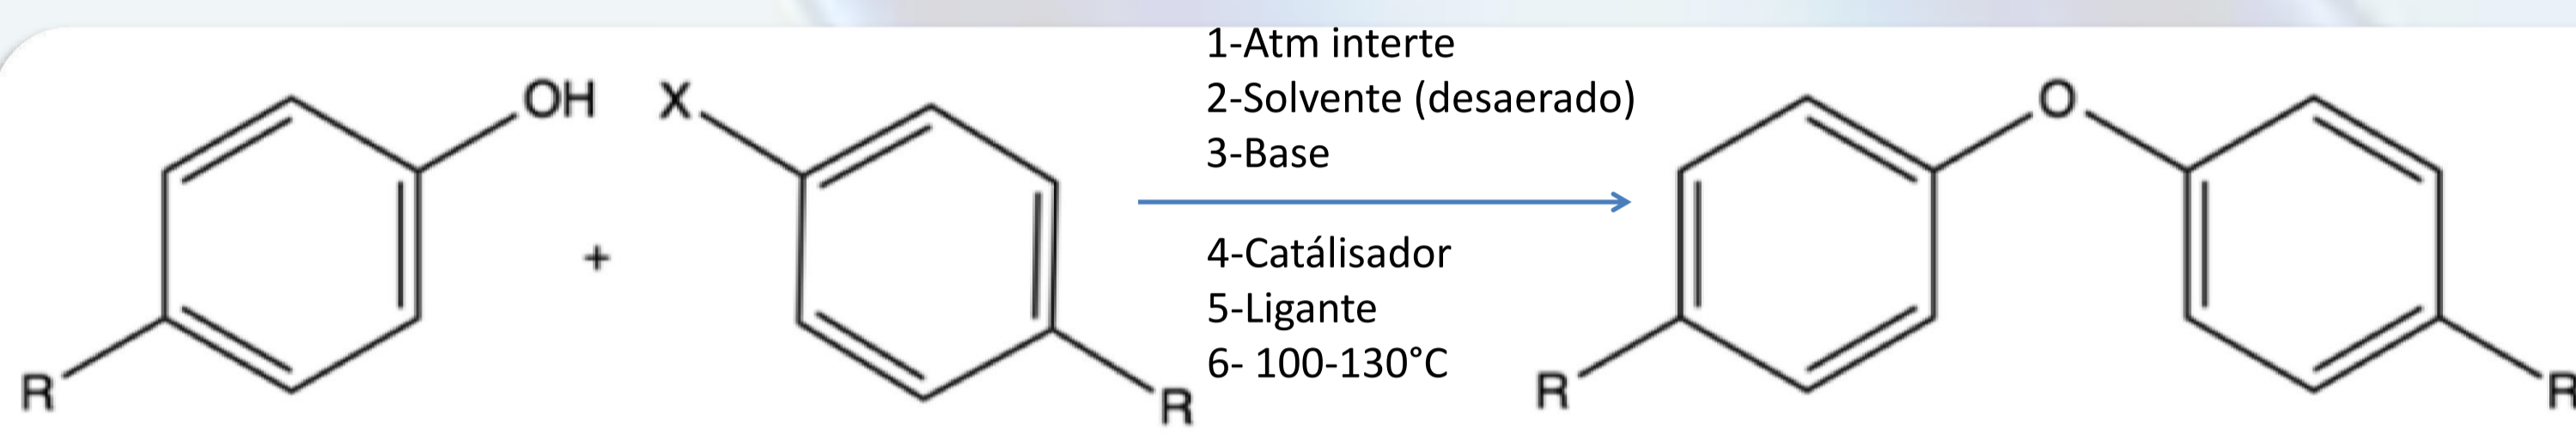 OH
X
+
R
R
1-Atm interte
2-Solvente (desaerado)
3-Base
4-Catálisador
5-Ligante
6- 100-130°C
O
R
R